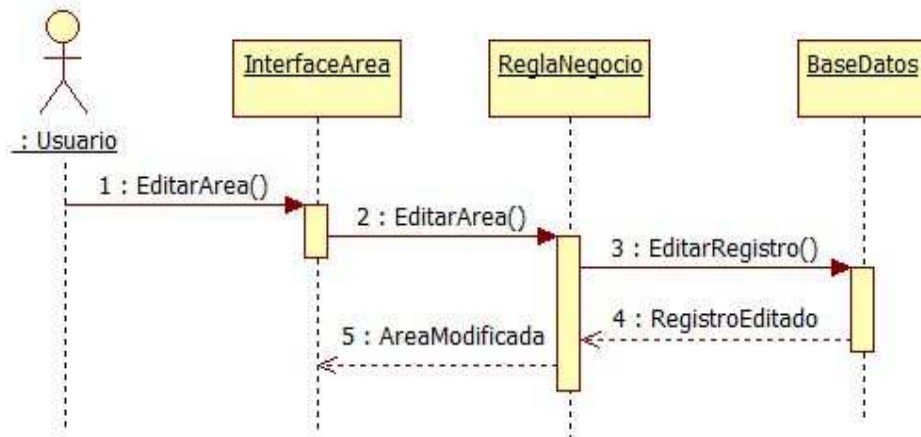 InterfaceArea
ReglaNegocio
BaseDatos
: Usuario
1 : EditarArea()
2 : EditarArea()
3 : EditarRegistro()
4 : RegistroEditado
5 : AreaModificada